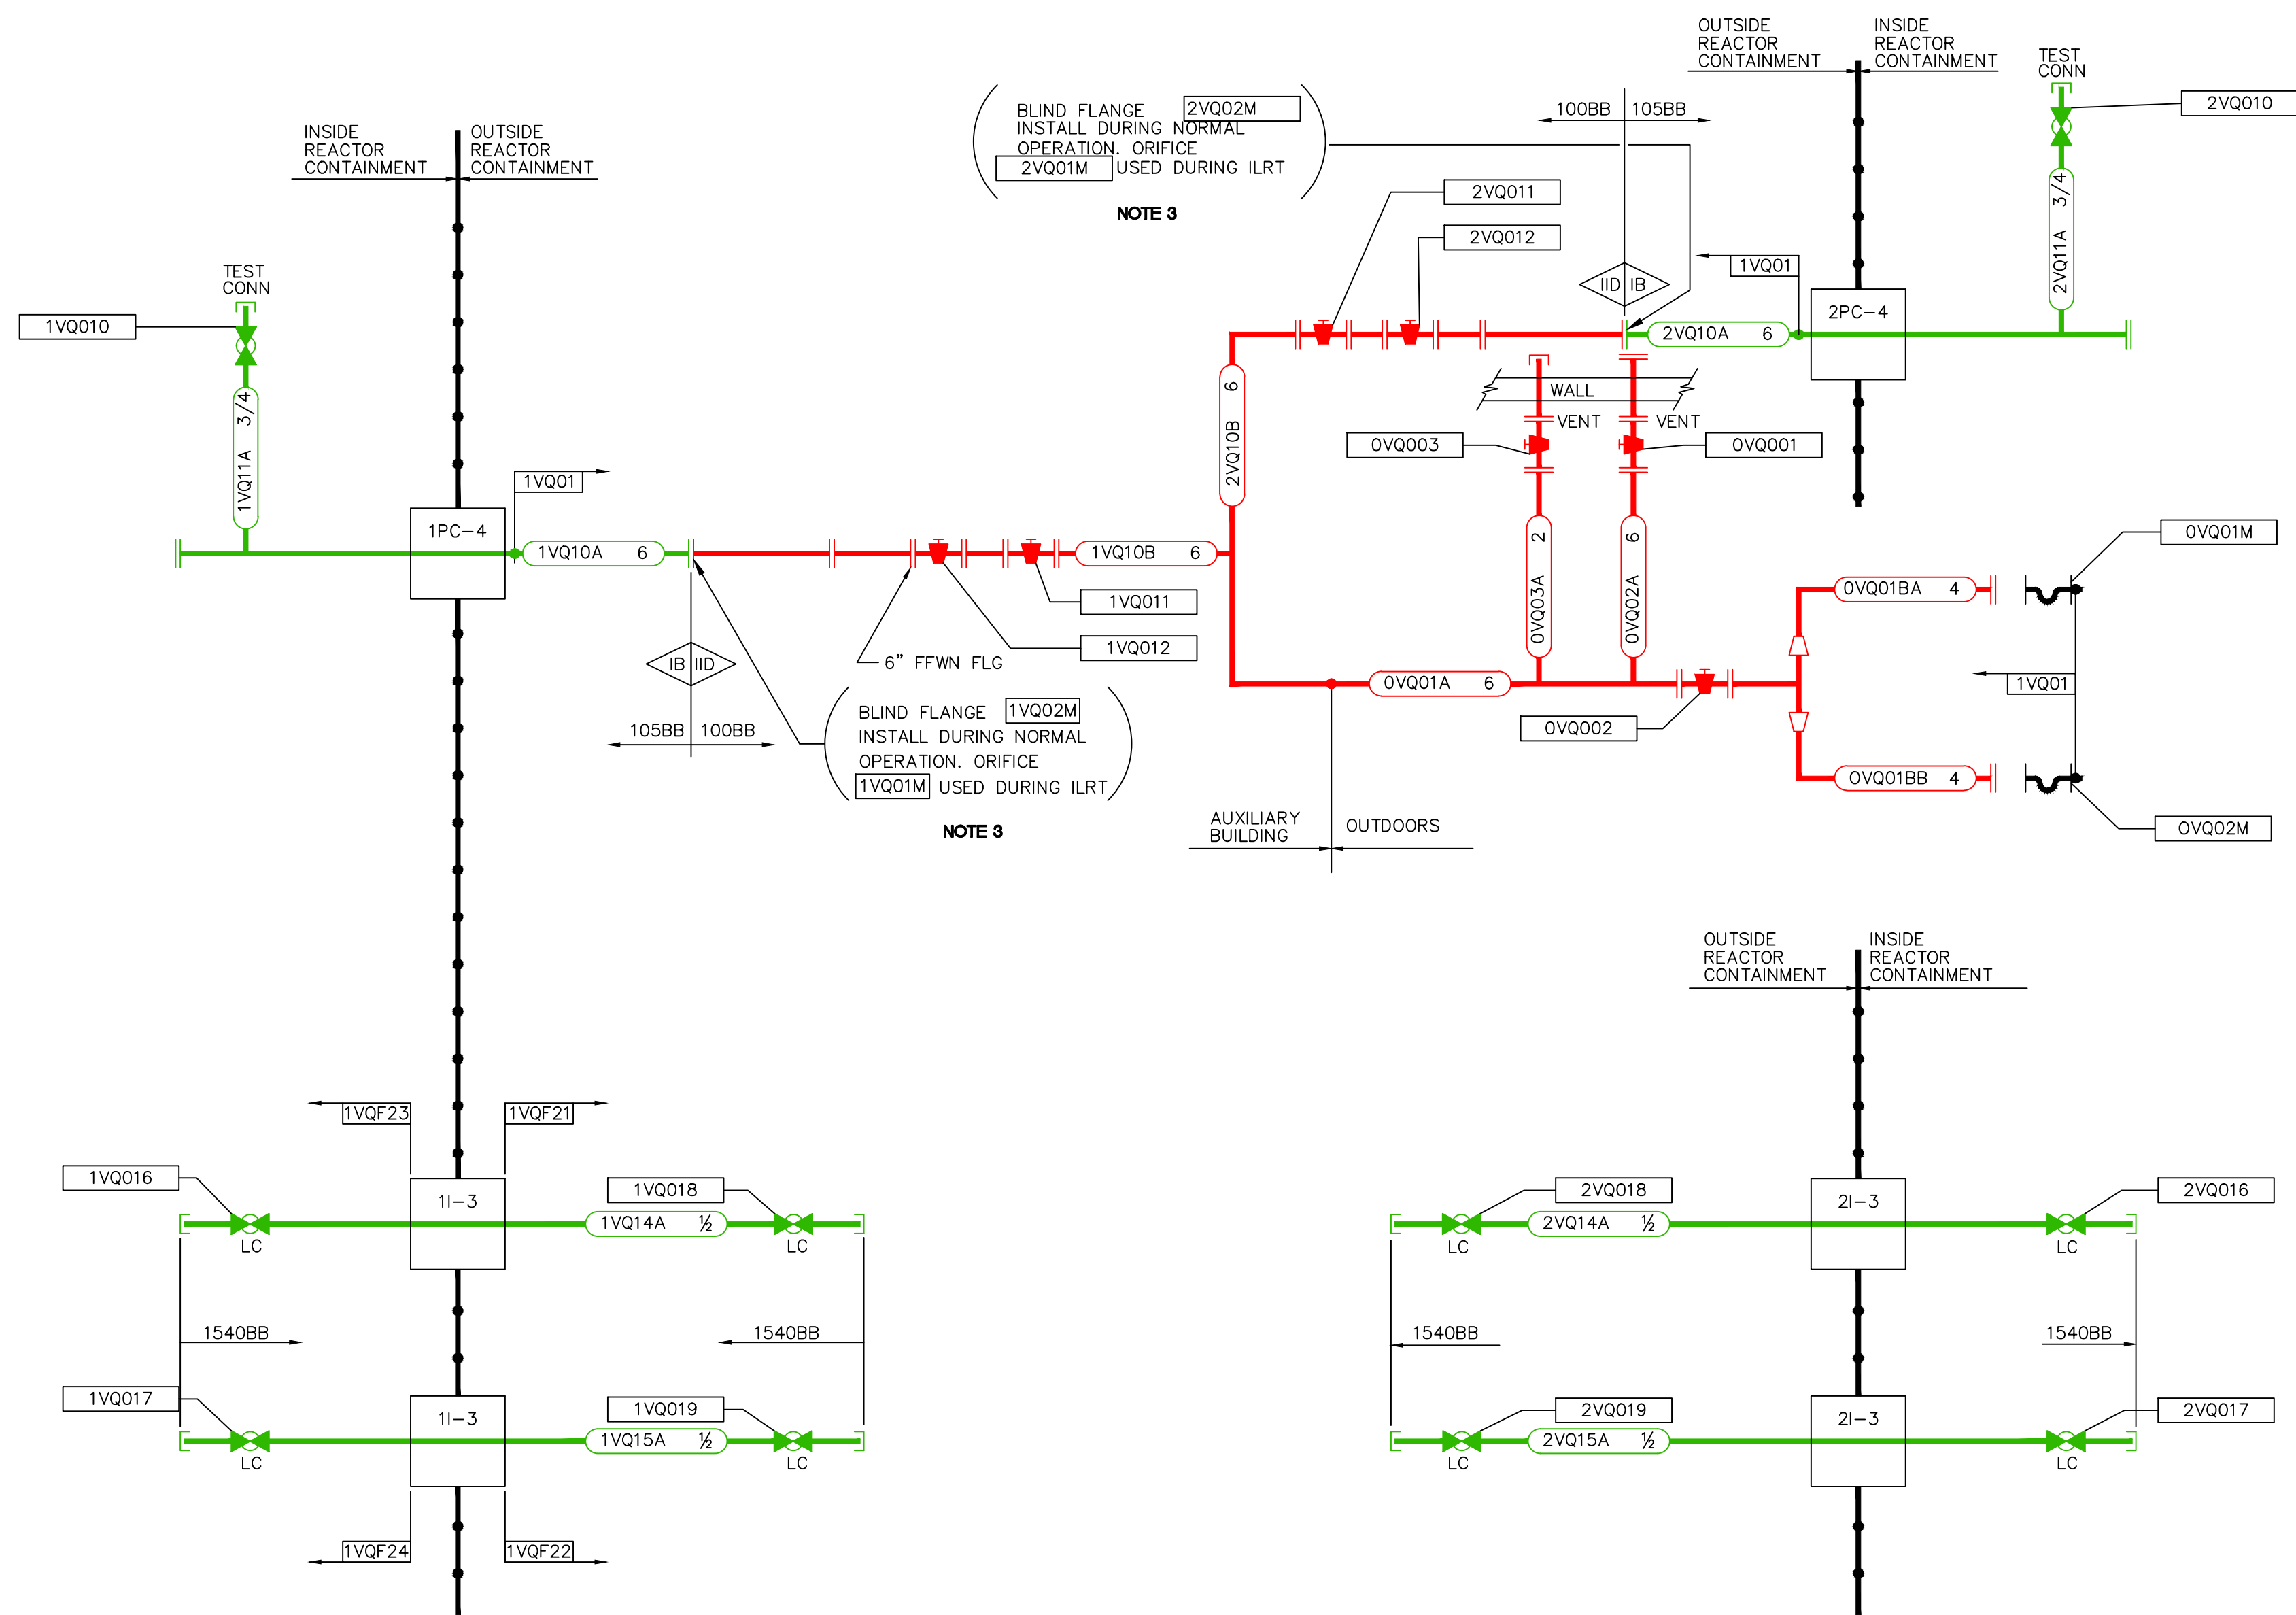 OUTSIDE
REACTOR
CONTAINMENT
INSIDE
REACTOR
CONTAINMENT
TEST
CONN
2VQ010
BLIND FLANGE 2VQ02M
INSTALL DURING NORMAL
OPERATION. ORIFICE
2VQ01M USED DURING ILRT
NOTE 3
100BB 105BB
INSIDE
REACTOR
CONTAINMENT
OUTSIDE
REACTOR
CONTAINMENT
2VQ011
2VQ012
2VQ11A 3/4
TEST
CONN
1VQ010
IID IB
1VQ01
2PC-4
2VQ10A 6
1VQ11A 3/4
2VQ10B 6
WALL
VENT
VENT
0VQ003
0VQ001
1VQ01
1PC-4
1VQ10A 6
1VQ10B 6
0VQ03A 2
0VQ02A 6
0VQ01M
0VQ01BA 4
1VQ011
1VQ012
6" FFWN FLG
IB IID
0VQ01A 6
1VQ01
0VQ002
BLIND FLANGE 1VQ02M
INSTALL DURING NORMAL
OPERATION. ORIFICE
1VQ01M USED DURING ILRT
NOTE 3
105BB 100BB
0VQ01BB 4
0VQ02M
AUXILIARY
BUILDING
OUTDOORS
OUTSIDE
REACTOR
CONTAINMENT
INSIDE
REACTOR
CONTAINMENT
1VQF23
1VQF21
1VQ016
1I-3
1VQ018
1VQ14A ½
LC
LC
2VQ018
2I-3
2VQ016
2VQ14A ½
LC
LC
1540BB
1540BB
1540BB
1540BB
1VQ017
1I-3
1VQ019
1VQ15A ½
LC
LC
2VQ019
2I-3
2VQ017
2VQ15A ½
LC
LC
1VQF24
1VQF22